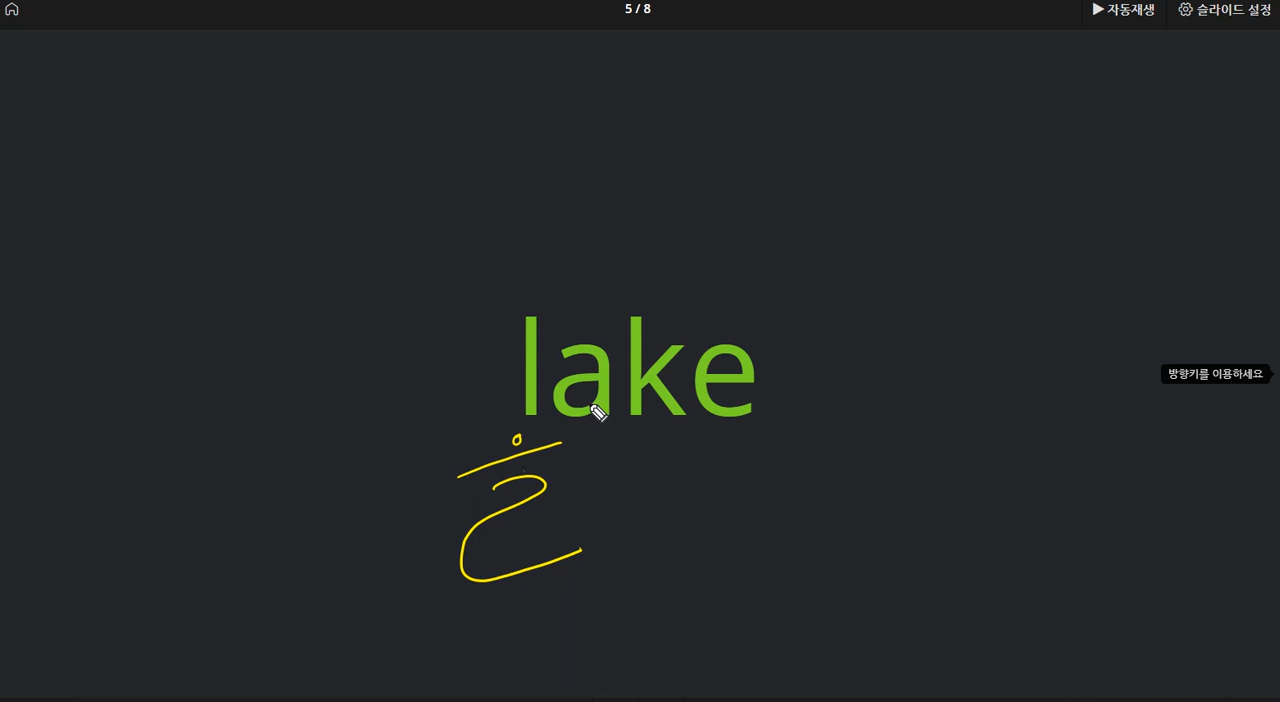 5 / 8
▶ 자동재생
슬라이드 설정
lake
방향키를 이용하세요
을